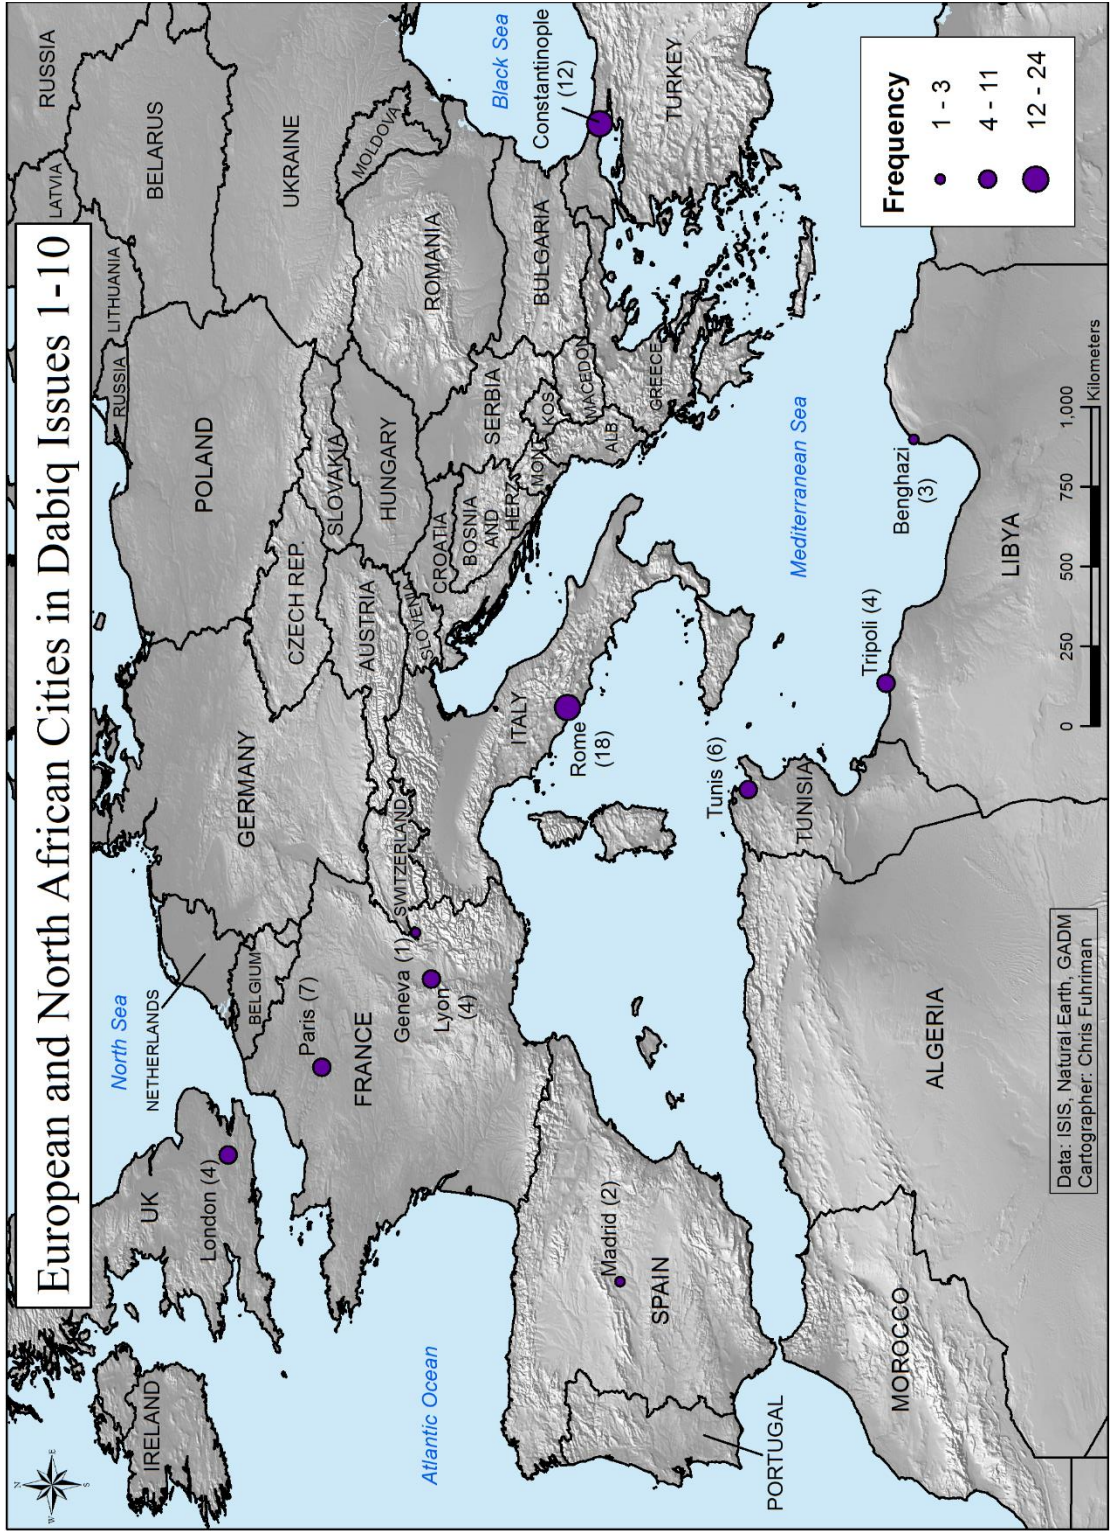 European and North African Cities in Dabiq Issues 1-10
N
W
E
S
RUSSIA
LATVIA
LITHUANIA
RUSSIA
BELARUS
IRELAND
UK
North Sea
NETHERLANDS
London (4)
BELGIUM
GERMANY
POLAND
UKRAINE
Paris (7)
CZECH REP.
SLOVAKIA
MOLDOVA
FRANCE
AUSTRIA
HUNGARY
SWITZERLAND
Geneva (1)
Lyon
(4)
SLOVENIA
CROATIA
ROMANIA
Atlantic Ocean
BOSNIA
AND
HERZ.
SERBIA
Black Sea
ITALY
MONT.
KOS.
BULGARIA
Constantinople
(12)
Rome
(18)
MACEDON
ALB.
GREECE
Madrid (2)
SPAIN
TURKEY
PORTUGAL
Tunis (6)
Mediterranean Sea
TUNISIA
Tripoli (4)
Benghazi
(3)
MOROCCO
ALGERIA
LIBYA
Frequency
1 - 3
4 - 11
12 - 24
Data: ISIS, Natural Earth, GADM
Cartographer: Chris Fuhriman
0
250
500
750
1,000
Kilometers